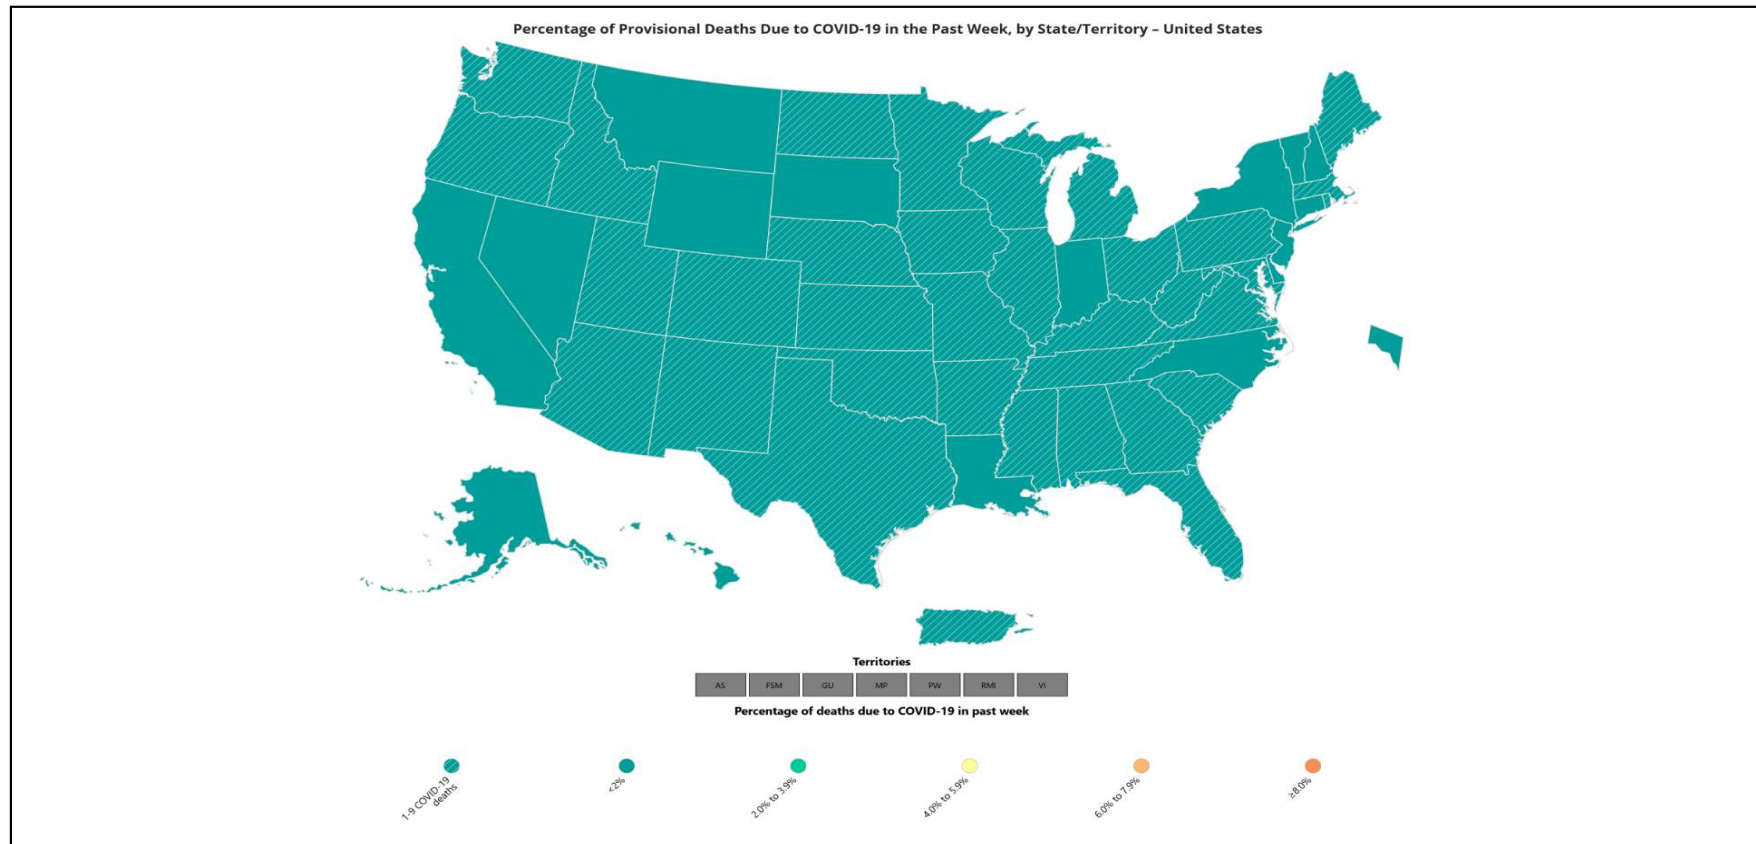 Percentage of Provisional Deaths Due to COVID-19 in the Past Week, by State/Territory – United States
Territories
AS FSM GU MP PW RMI VI
Percentage of deaths due to COVID-19 in past week
1-9 COVID-19
deaths
<2%
2.0% to 3.9%
4.0% to 5.9%
6.0% to 7.9%
≥8.0%